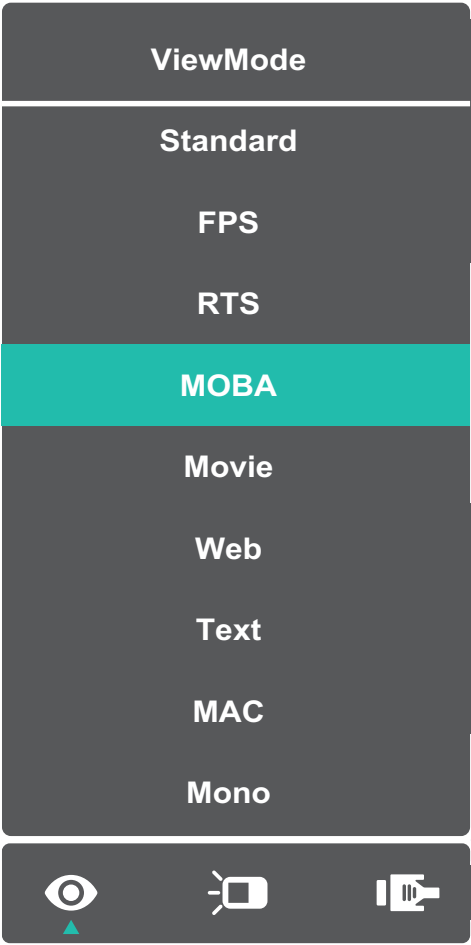 ViewMode
Standard
FPS
RTS
MOBA
Movie
Web
Text
MAC
Mono